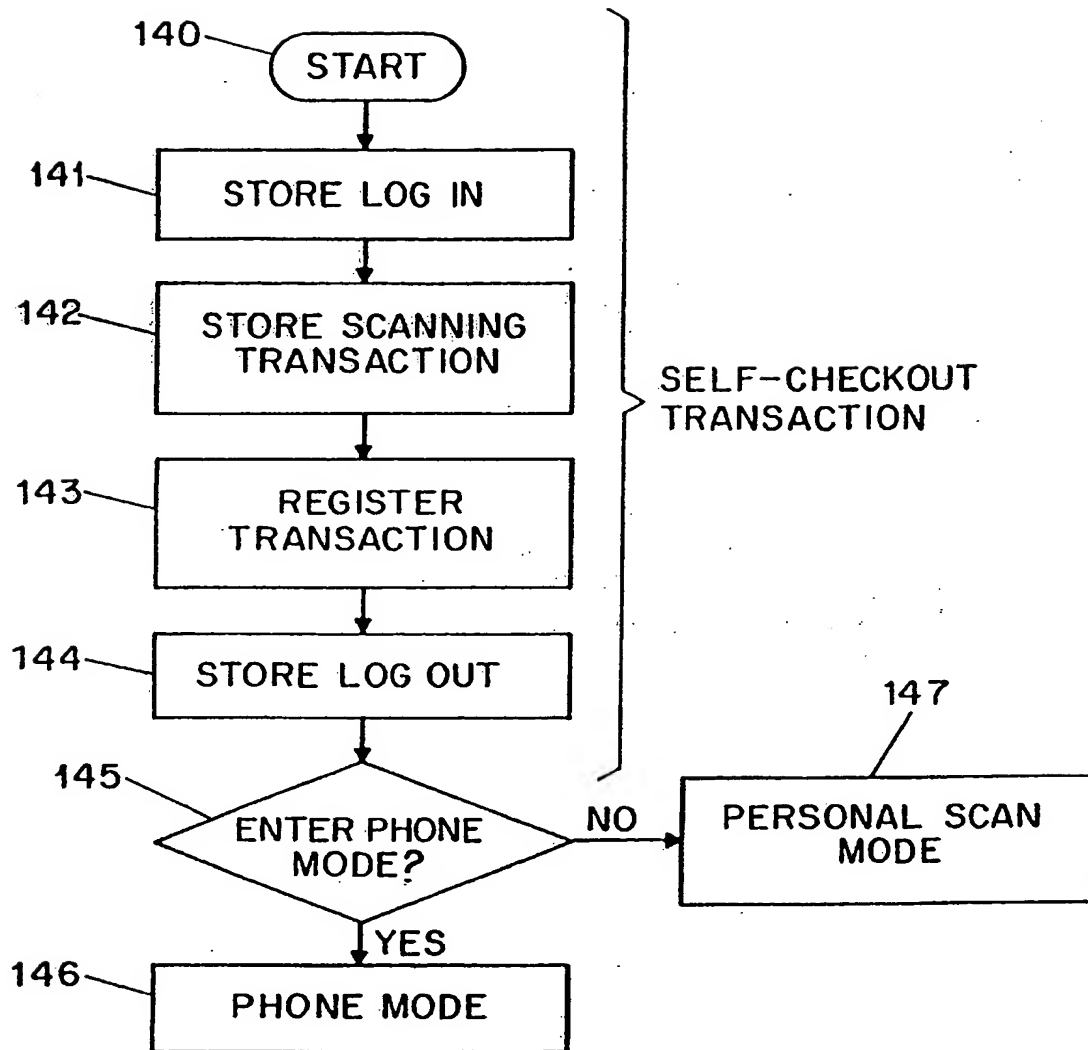 140
START
141
STORE LOG IN
142
STORE SCANNING
TRANSACTION
SELF-CHECKOUT
TRANSACTION
143
REGISTER
TRANSACTION
144
STORE LOG OUT
147
145
ENTER PHONE
MODE?
NO
PERSONAL SCAN
MODE
YES
146
PHONE MODE